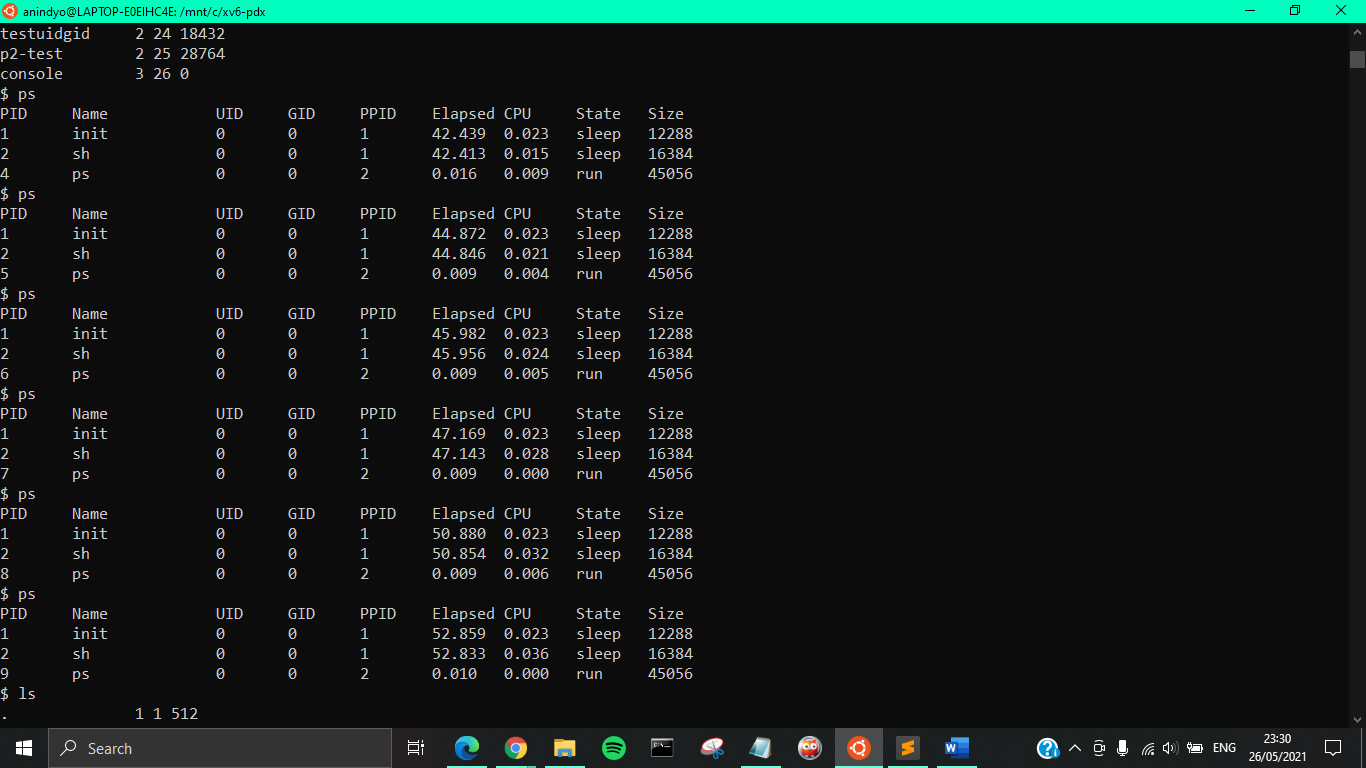 anindyo@LAPTOP-E0EIHC4E: /mnt/c/xv6-pdx
testuidgid 2 24 18432
p2-test 2 25 28764
console 3 26 0
$ ps
PID Name UID GID PPID Elapsed CPU State Size
1 init 0 0 1 42.439 0.023 sleep 12288
2 sh 0 0 1 42.413 0.015 sleep 16384
4 ps 0 0 2 0.016 0.009 run 45056
$ ps
PID Name UID GID PPID Elapsed CPU State Size
1 init 0 0 1 44.872 0.023 sleep 12288
2 sh 0 0 1 44.846 0.021 sleep 16384
5 ps 0 0 2 0.009 0.004 run 45056
$ ps
PID Name UID GID PPID Elapsed CPU State Size
1 init 0 0 1 45.982 0.023 sleep 12288
2 sh 0 0 1 45.956 0.024 sleep 16384
6 ps 0 0 2 0.009 0.005 run 45056
$ ps
PID Name UID GID PPID Elapsed CPU State Size
1 init 0 0 1 47.169 0.023 sleep 12288
2 sh 0 0 1 47.143 0.028 sleep 16384
7 ps 0 0 2 0.009 0.000 run 45056
$ ps
PID Name UID GID PPID Elapsed CPU State Size
1 init 0 0 1 50.880 0.023 sleep 12288
2 sh 0 0 1 50.854 0.032 sleep 16384
8 ps 0 0 2 0.009 0.006 run 45056
$ ps
PID Name UID GID PPID Elapsed CPU State Size
1 init 0 0 1 52.859 0.023 sleep 12288
2 sh 0 0 1 52.833 0.036 sleep 16384
9 ps 0 0 2 0.010 0.000 run 45056
$ ls
. 1 1 512
Search
ENG
23:30
26/05/2021